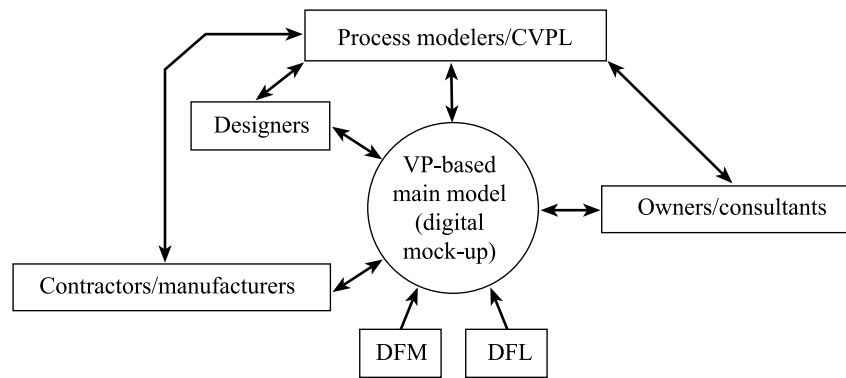 Process modelers/CVPL
Designers
VP-based
main model
(digital
mock-up)
Owners/consultants
Contractors/manufacturers
DFM
DFL